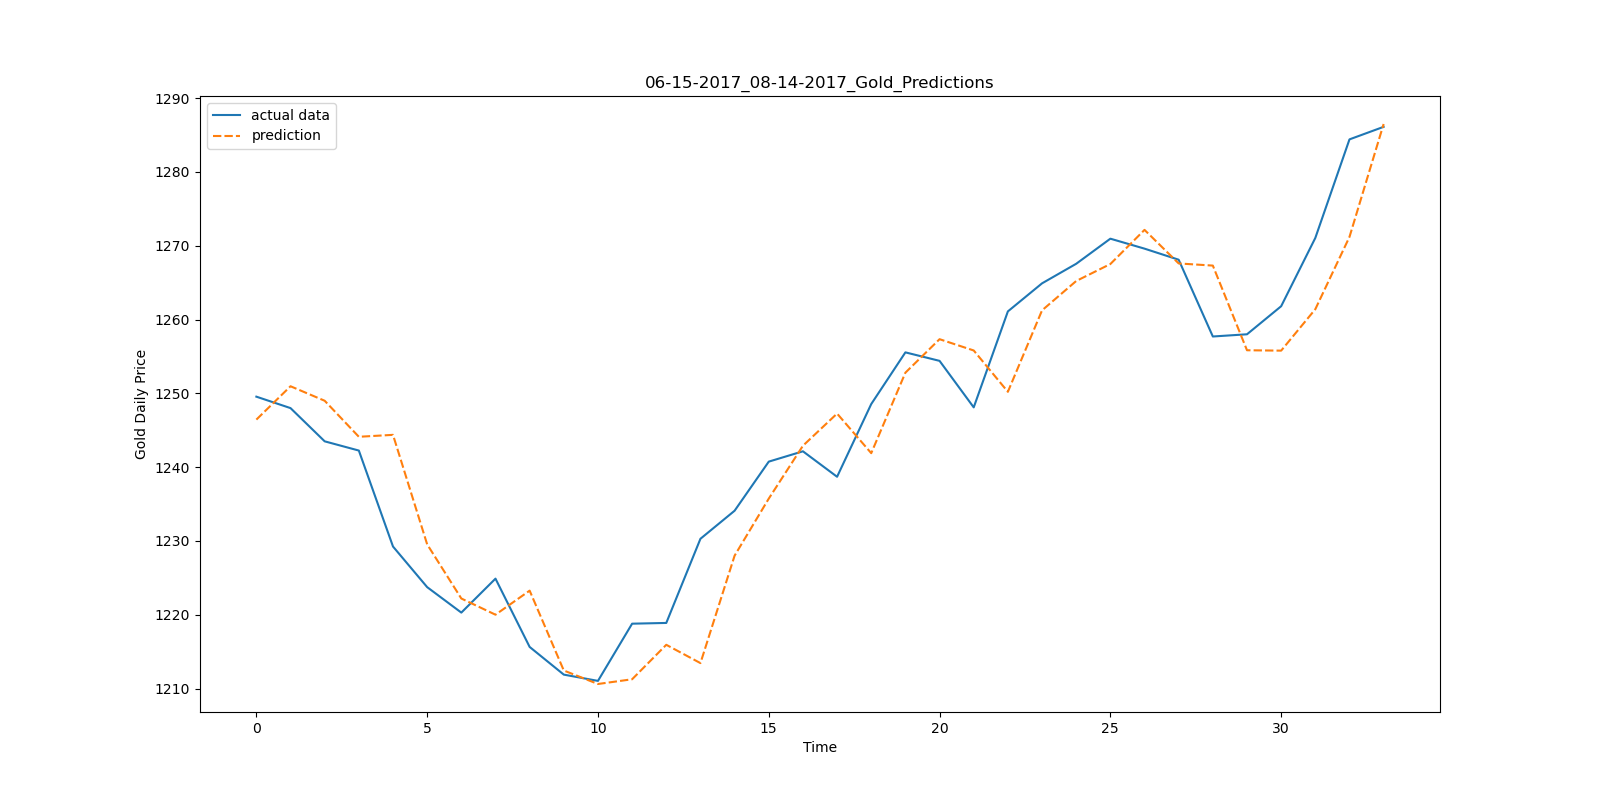 06-15-2017_08-14-2017_Gold_Predictions
actual data
prediction
Gold Daily Price
1290
1280
1270
1260
1250
1240
1230
1220
1210
0 5 10 15 20 25 30
Time